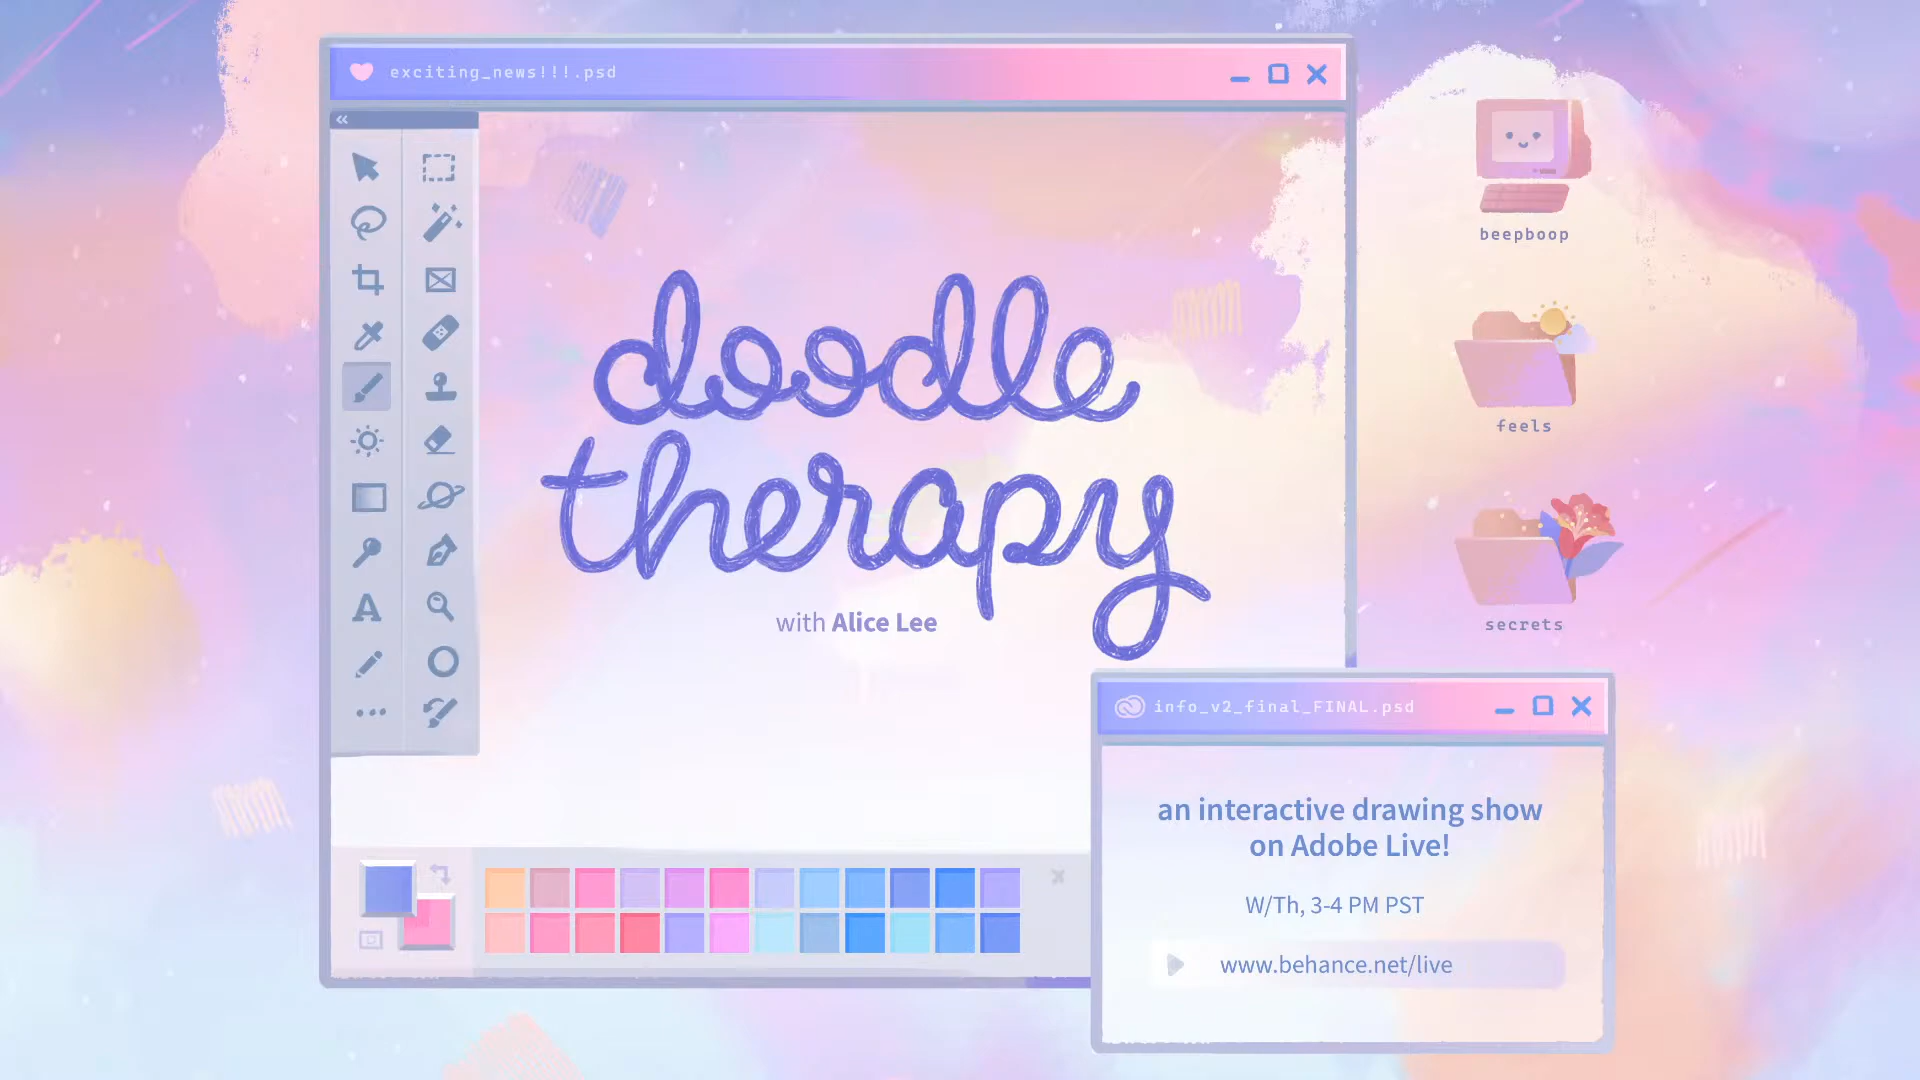 exciting_news!!!.psd
doodle
therapy
with Alice Lee
A
beepboop
feels
secrets
info_v2_final_FINAL.psd
an interactive drawing show
on Adobe Live!
W/Th, 3-4 PM PST
www.behance.net/live